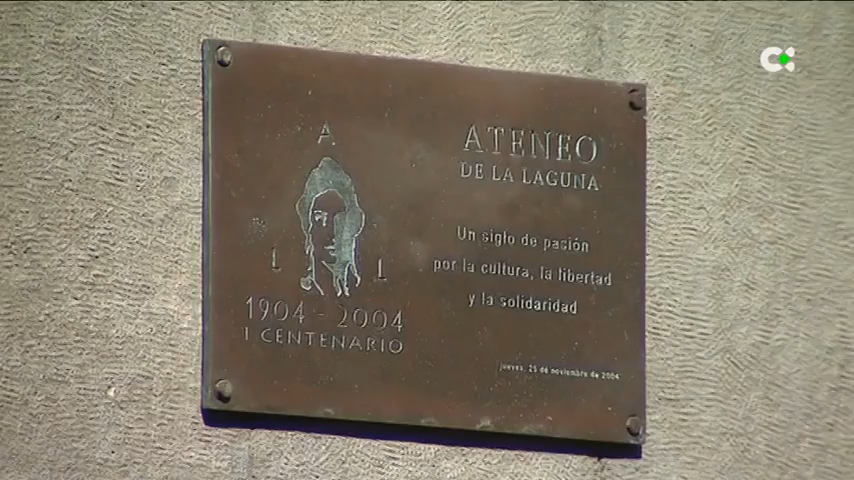 A
L L
1904 - 2004
I CENTENARIO
ATENEO
DE LA LAGUNA
Un siglo de pasión
por la cultura, la libertad
y la solidaridad
jueves, 25 de noviembre de 2004